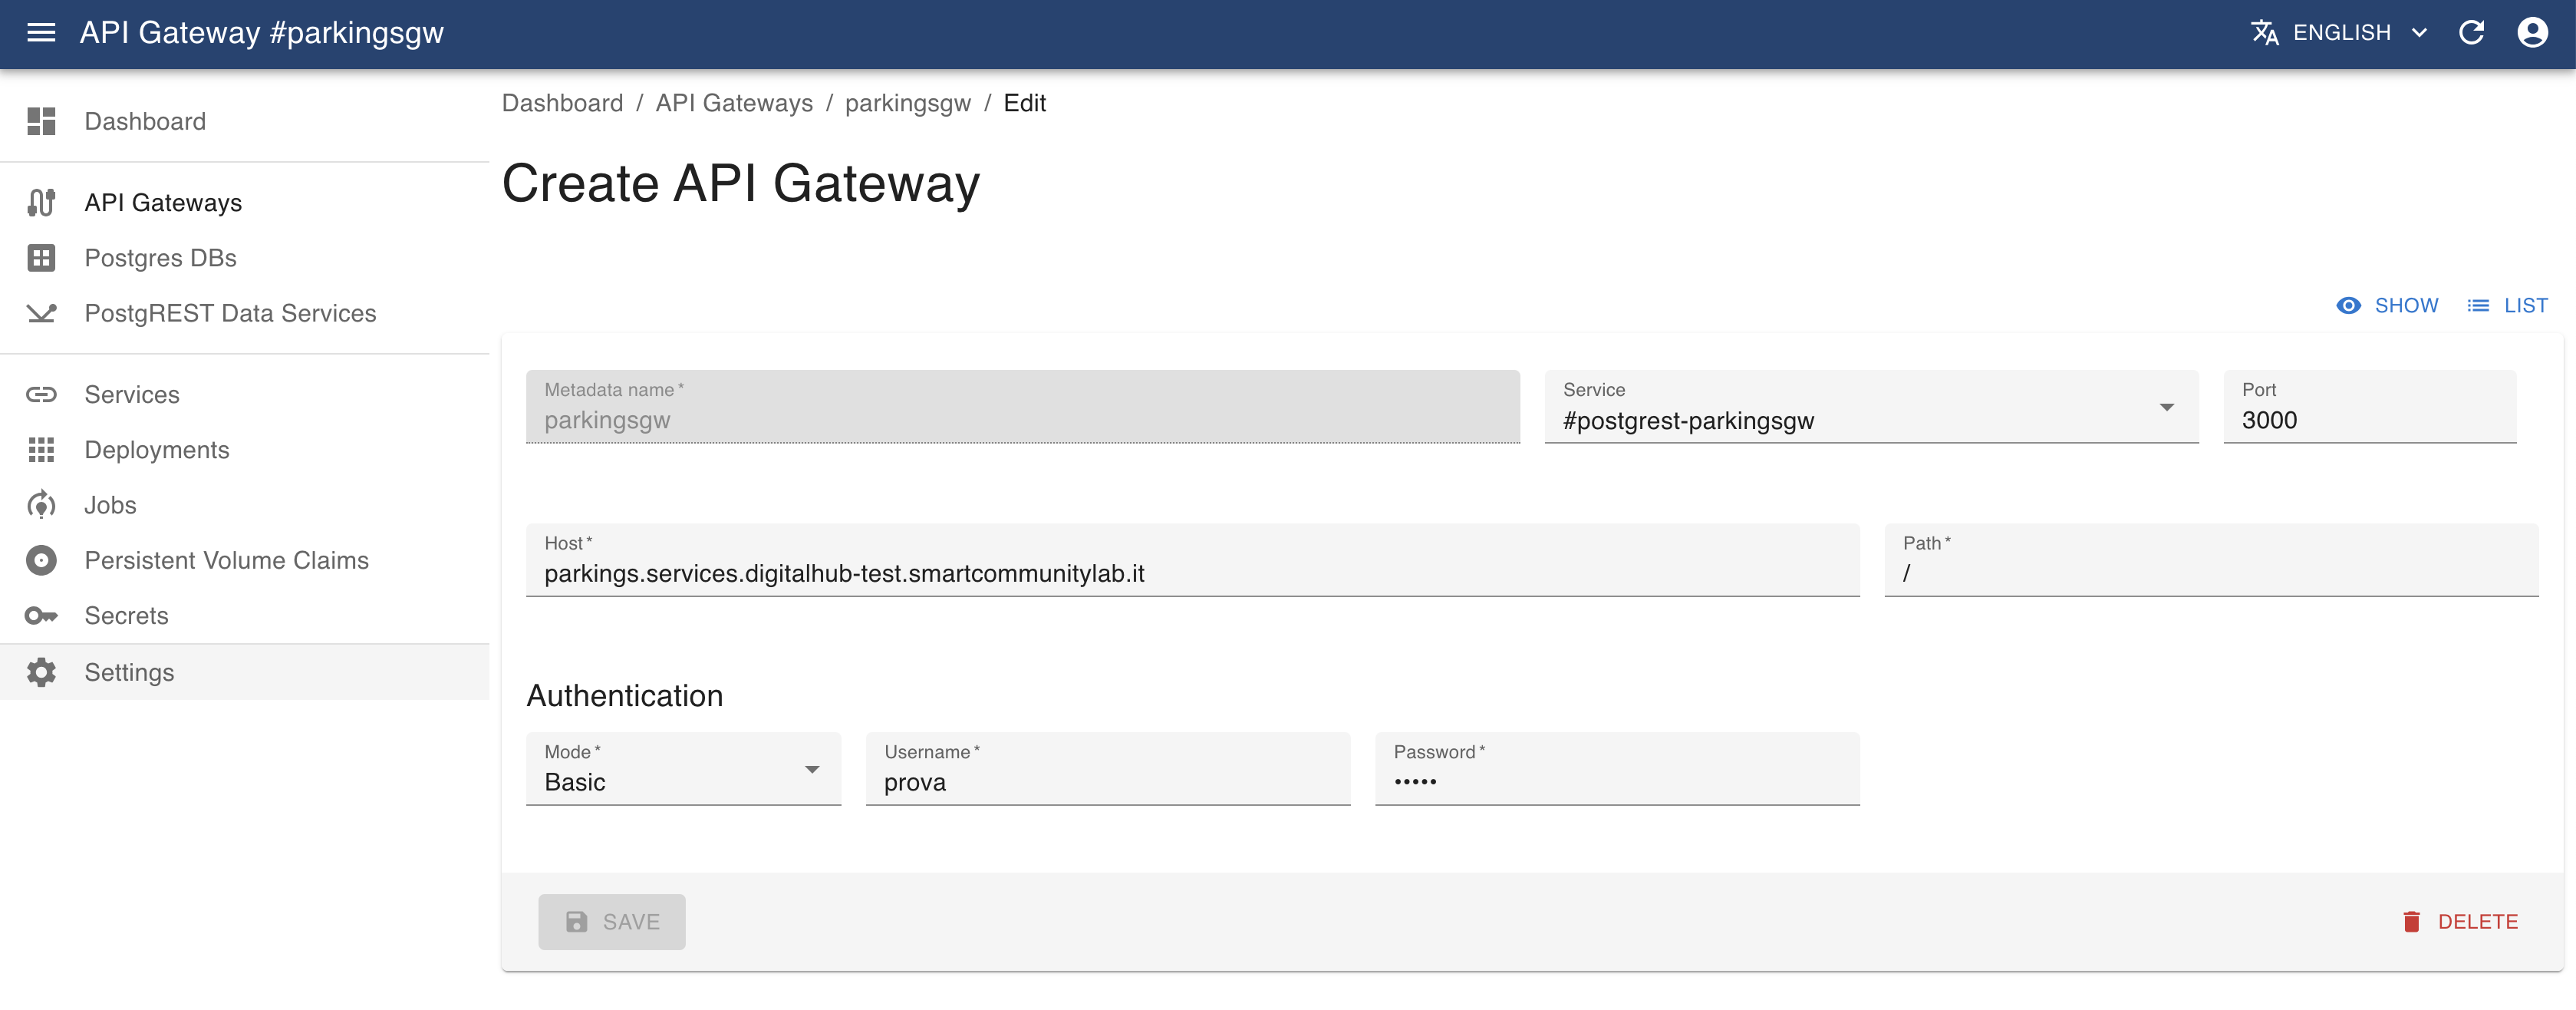 API Gateway #parkingsgw
ENGLISH
Dashboard
API Gateways
Postgres DBs
PostgREST Data Services
Services
Deployments
Jobs
Persistent Volume Claims
Secrets
Settings
Dashboard / API Gateways / parkingsgw / Edit
Create API Gateway
SHOW LIST
Metadata name *
parkingsgw
Service
#postgrest-parkingsgw
Port
3000
Host *
parkings.services.digitalhub-test.smartcommunitylab.it
Path *
/
Authentication
Mode *
Basic
Username *
prova
Password *
•••••
SAVE
DELETE